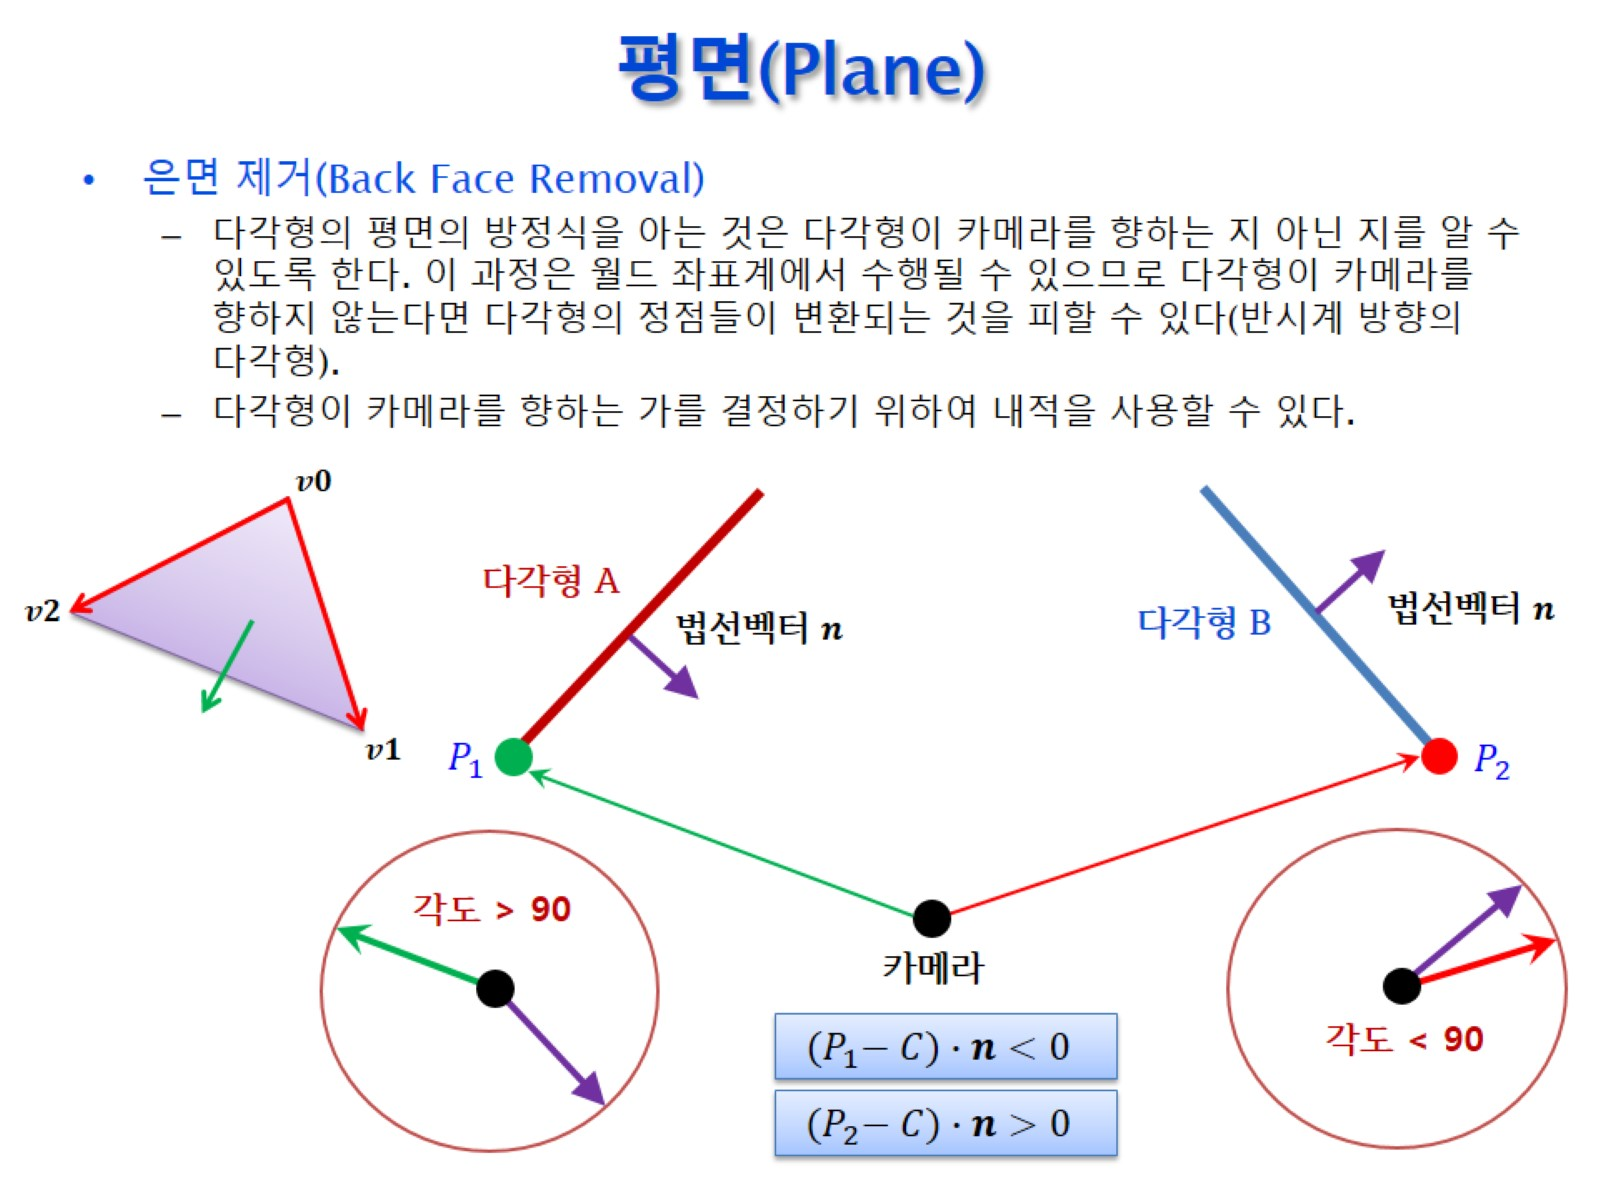 평면(Plane)
• 은면 제거(Back Face Removal)
– 다각형의 평면의 방정식을 아는 것은 다각형이 카메라를 향하는 지 아닌 지를 알 수
있도록 한다. 이 과정은 월드 좌표계에서 수행될 수 있으므로 다각형이 카메라를
향하지 않는다면 다각형의 정점들이 변환되는 것을 피할 수 있다(반시계 방향의
다각형).
– 다각형이 카메라를 향하는 가를 결정하기 위하여 내적을 사용할 수 있다.
v0
v2
v1
다각형 A
법선벡터 n
P₁
다각형 B
법선벡터 n
P₂
각도 > 90
카메라
각도 < 90
(P₁− C) · n < 0
(P₂− C) · n > 0